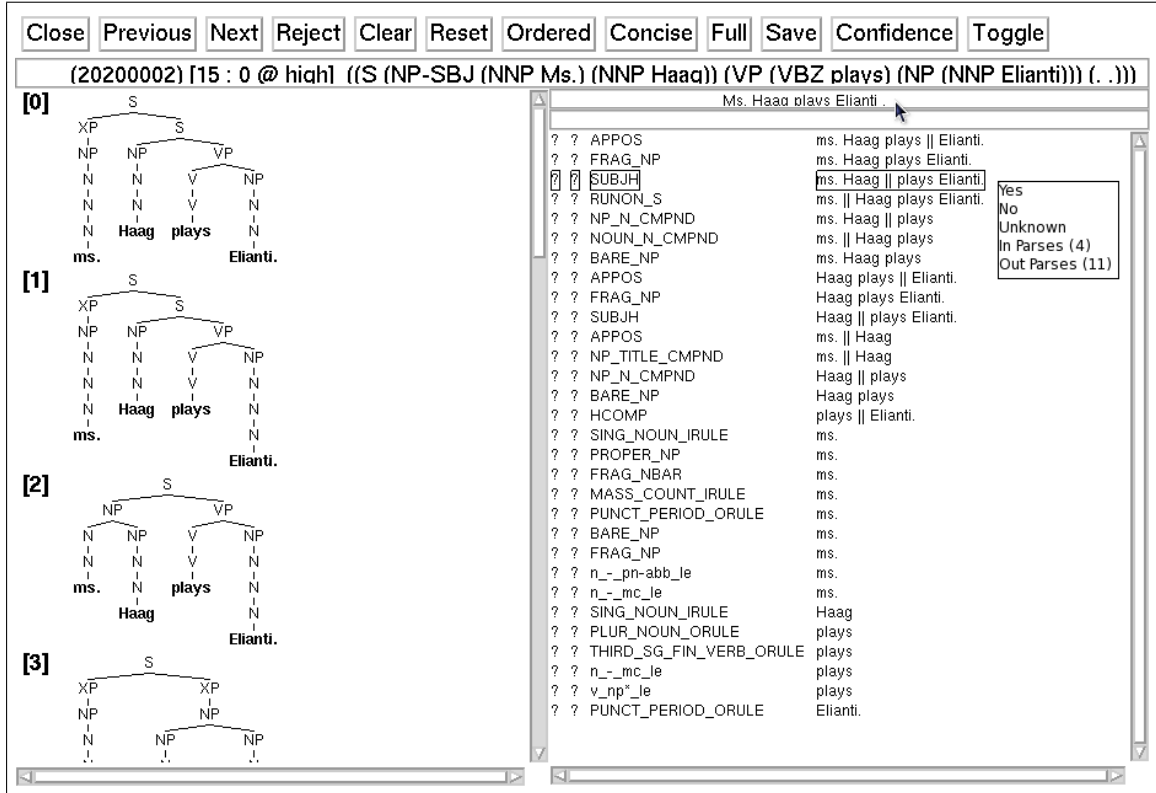 Close Previous Next Reject Clear Reset Ordered Concise Full Save Confidence Toggle
(20200002) [15 : 0 @ high] ((S (NP-SBJ (NNP Ms.) (NNP Haag)) (VP (VBZ plays) (NP (NNP Elianti))) (. .)))
[0]
S
XP S
NP NP VP
N N V NP
N N V N
N Haag plays N
ms. Elianti.
[1]
S
XP S
NP NP VP
N N V NP
N N V N
N Haag plays N
ms. N
Elianti.
[2]
S
NP VP
N NP V NP
N N V N
ms. N plays N
Haag N
Elianti.
[3]
S
XP XP
NP NP
N NP NP
Ms. Haag plays Elianti .
? ? APPOS ms. Haag plays || Elianti.
? ? FRAG_NP ms. Haag plays Elianti.
? ? SUBJH ms. Haag || plays Elianti.
? ? RUNON_S ms. || Haag plays Elianti.
? ? NP_N_CMPND ms. Haag || plays
? ? NOUN_N_CMPND ms. || Haag plays
? ? BARE_NP ms. Haag plays
? ? APPOS Haag plays || Elianti.
? ? FRAG_NP Haag plays Elianti.
? ? SUBJH Haag || plays Elianti.
? ? APPOS ms. || Haag
? ? NP_TITLE_CMPND ms. || Haag
? ? NP_N_CMPND Haag || plays
? ? BARE_NP Haag plays
? ? HCOMP plays || Elianti.
? ? SING_NOUN_IRULE ms.
? ? PROPER_NP ms.
? ? FRAG_NBAR ms.
? ? MASS_COUNT_IRULE ms.
? ? PUNCT_PERIOD_ORULE ms.
? ? BARE_NP ms.
? ? FRAG_NP ms.
? ? n_-_pn-abb_le ms.
? ? n_-_mc_le ms.
? ? SING_NOUN_IRULE Haag
? ? PLUR_NOUN_ORULE plays
? ? THIRD_SG_FIN_VERB_ORULE plays
? ? n_-_mc_le plays
? ? v_np*_le plays
? ? PUNCT_PERIOD_ORULE Elianti.
Yes
No
Unknown
In Parses (4)
Out Parses (11)